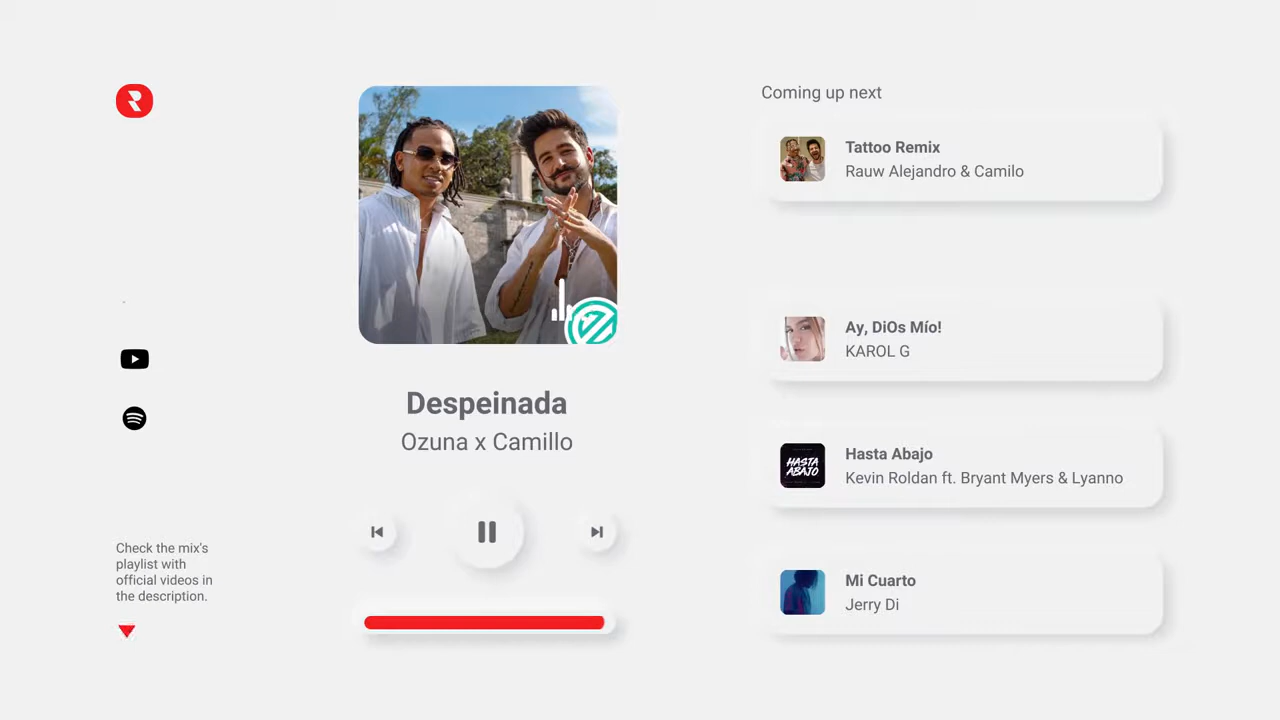 Coming up next
Tattoo Remix
Rauw Alejandro & Camilo
Ay, DiOs Mío!
KAROL G
Despeinada
Ozuna x Camillo
HASTA
ABAJO
Hasta Abajo
Kevin Roldan ft. Bryant Myers & Lyanno
Check the mix's
playlist with
official videos in
the description.
Mi Cuarto
Jerry Di